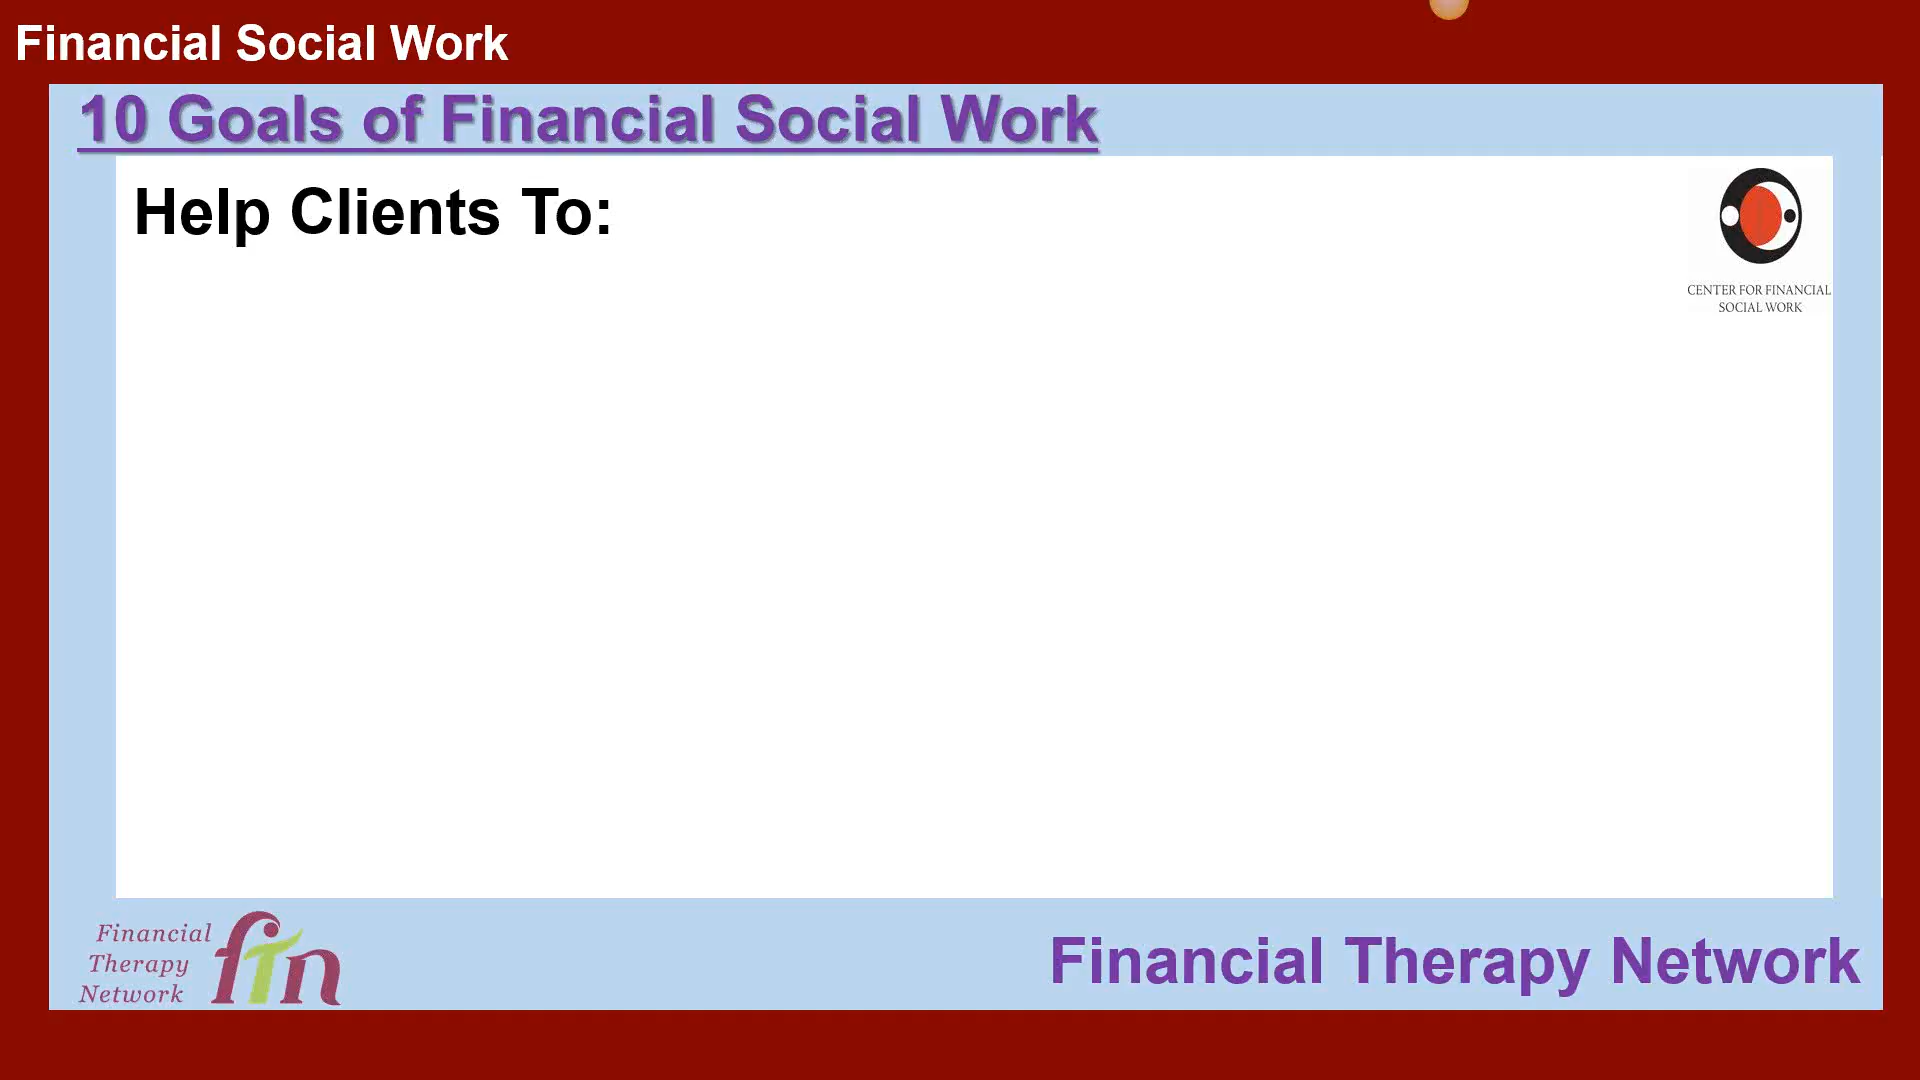 Financial Social Work
10 Goals of Financial Social Work
Help Clients To:
CENTER FOR FINANCIAL
SOCIAL WORK
Financial
Therapy
Network
ftn
Financial Therapy Network